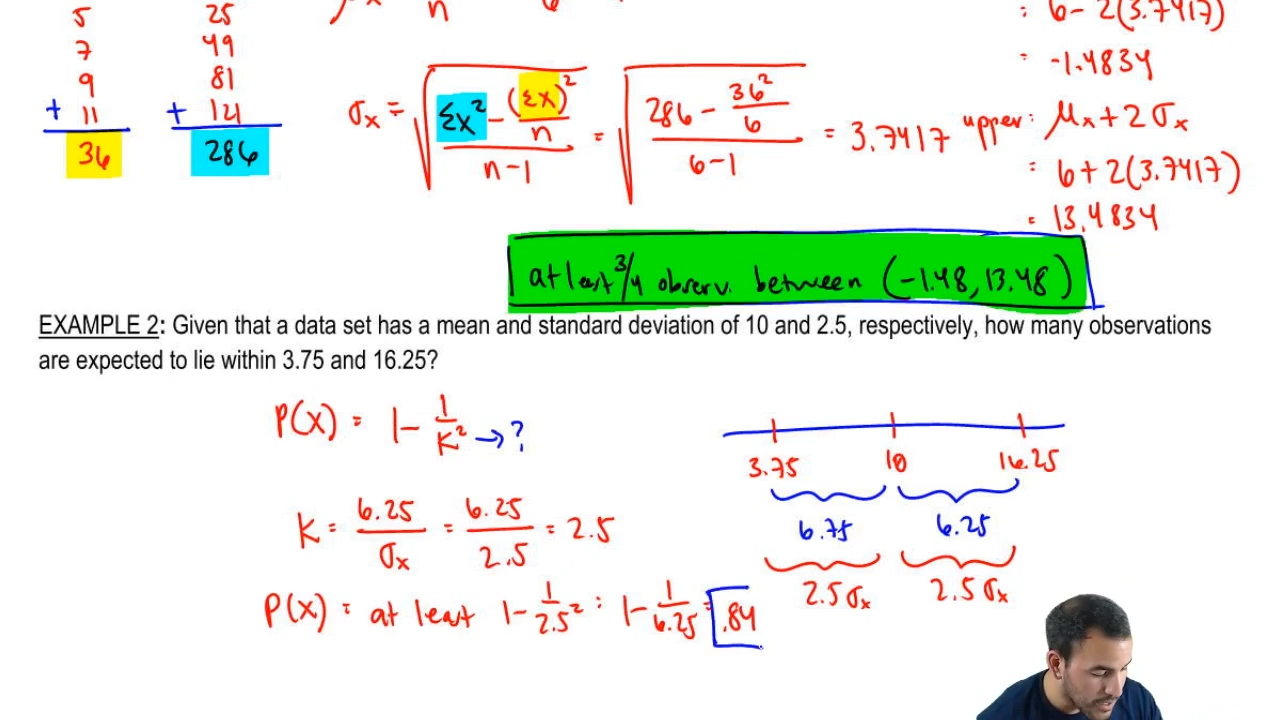 μx n 6
5 25
7 49
9 81
+ 11 + 121
36 286
σx = √((Σx² - (Σx)²/n)/(n-1)) = √((286 - 36²/6)/(6-1)) = 3.7417
= 6-2(3.7417)
= -1.4834
upper: μx+2σx
= 6+2(3.7417)
= 13.4834
at least 3/4 observ. between (-1.48, 13.48)
EXAMPLE 2: Given that a data set has a mean and standard deviation of 10 and 2.5, respectively, how many observations
are expected to lie within 3.75 and 16.25?
P(X) = 1- 1/K² → ?
K = 6.25/σx = 6.25/2.5 = 2.5
P(X) = at least 1- 1/2.5² = 1- 1/6.25 = .84
3.75 10 16.25
6.75 6.25
2.5σx 2.5σx